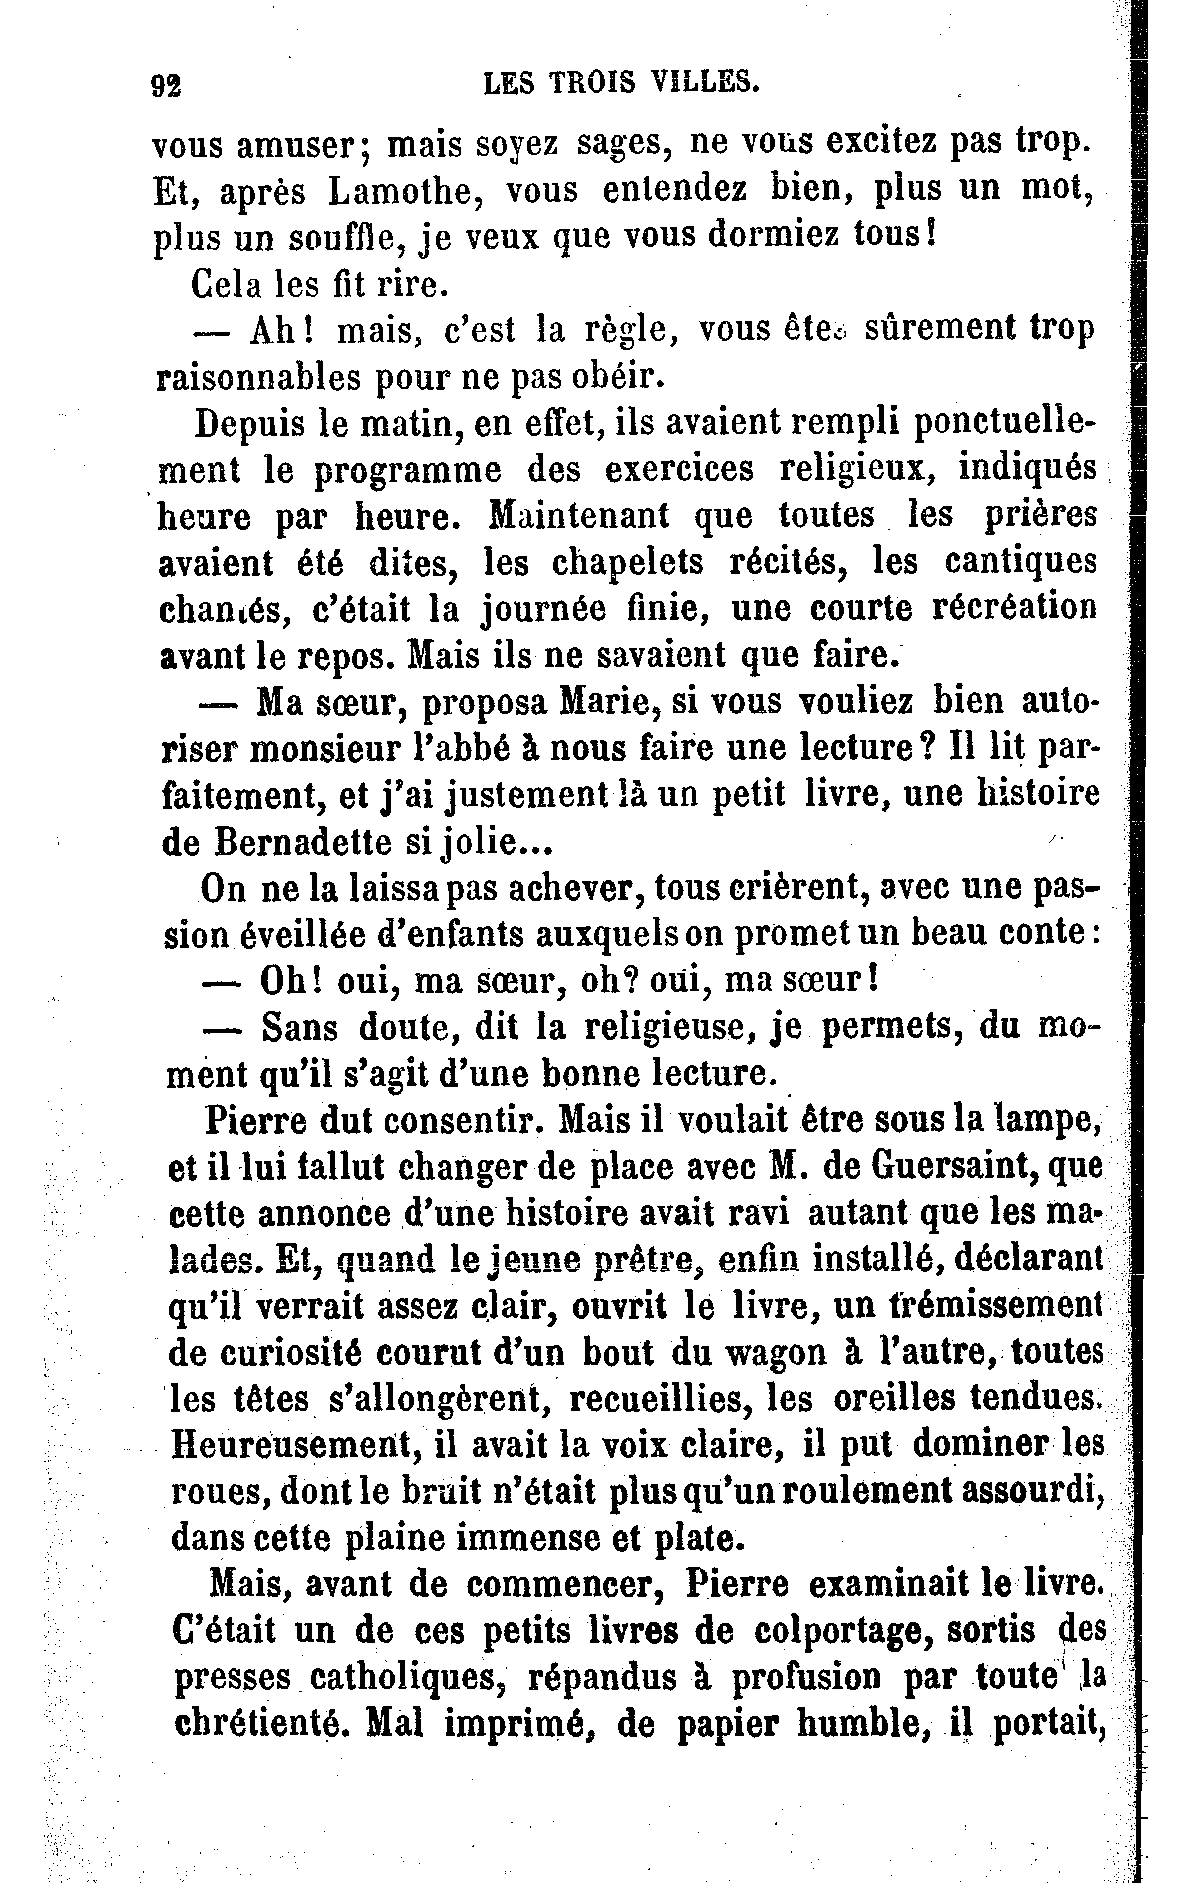 92 LES TROIS VILLES.
vous amuser; mais soyez sages, ne vous excitez pas trop.
Et, après Lamothe, vous entendez bien, plus un mot,
plus un souffle, je veux que vous dormiez tous!
Cela les fit rire.
— Ah! mais, c'est la règle, vous êtes sûrement trop
raisonnables pour ne pas obéir.
Depuis le matin, en effet, ils avaient rempli ponctuelle-
ment le programme des exercices religieux, indiqués
heure par heure. Maintenant que toutes les prières
avaient été dites, les chapelets récités, les cantiques
chantés, c'était la journée finie, une courte récréation
avant le repos. Mais ils ne savaient que faire.
— Ma sœur, proposa Marie, si vous vouliez bien auto-
riser monsieur l'abbé à nous faire une lecture? Il lit par-
faitement, et j'ai justement là un petit livre, une histoire
de Bernadette si jolie...
On ne la laissa pas achever, tous crièrent, avec une pas-
sion éveillée d'enfants auxquels on promet un beau conte:
— Oh! oui, ma sœur, oh? oui, ma sœur!
— Sans doute, dit la religieuse, je permets, du mo-
ment qu'il s'agit d'une bonne lecture.
Pierre dut consentir. Mais il voulait être sous la lampe,
et il lui fallut changer de place avec M. de Guersaint, que
cette annonce d'une histoire avait ravi autant que les ma-
lades. Et, quand le jeune prêtre, enfin installé, déclarant
qu'il verrait assez clair, ouvrit le livre, un frémissement
de curiosité courut d'un bout du wagon à l'autre, toutes
les têtes s'allongèrent, recueillies, les oreilles tendues.
Heureusement, il avait la voix claire, il put dominer les
roues, dont le bruit n'était plus qu'un roulement assourdi,
dans cette plaine immense et plate.
Mais, avant de commencer, Pierre examinait le livre.
C'était un de ces petits livres de colportage, sortis des
presses catholiques, répandus à profusion par toute la
chrétienté. Mal imprimé, de papier humble, il portait,